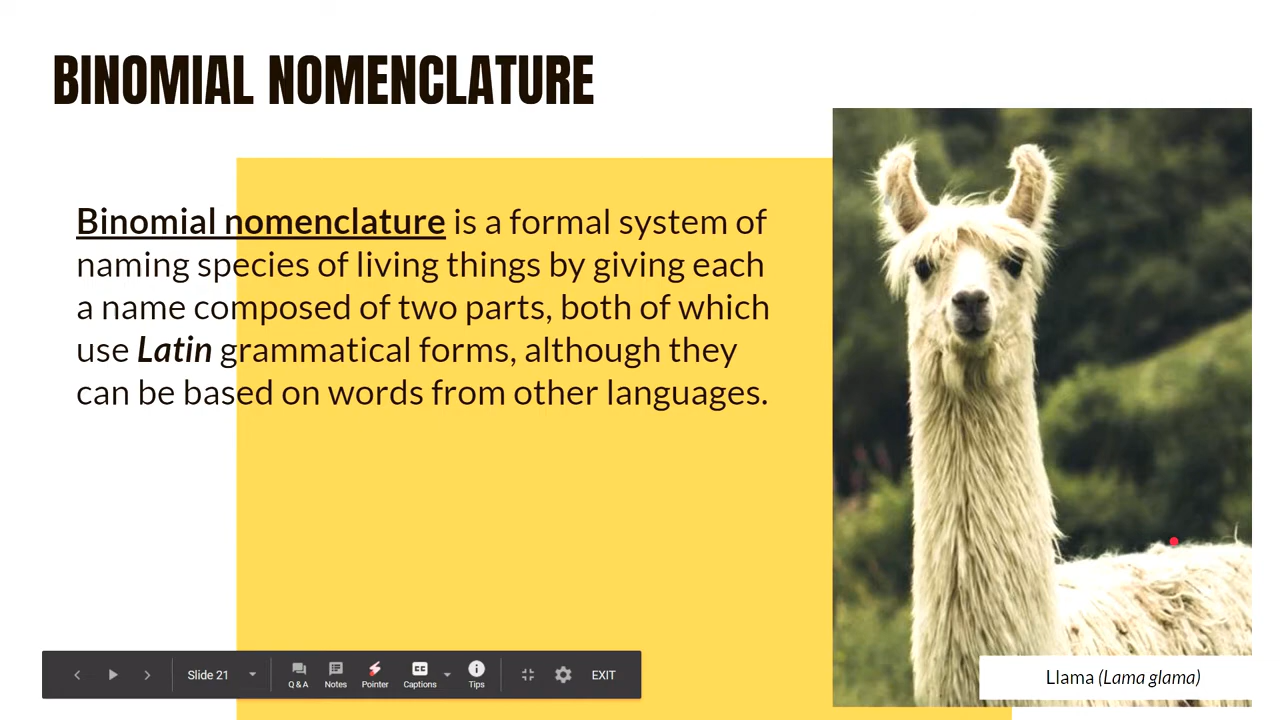 BINOMIAL NOMENCLATURE
Binomial nomenclature is a formal system of
naming species of living things by giving each
a name composed of two parts, both of which
use Latin grammatical forms, although they
can be based on words from other languages.
Llama (Lama glama)
Slide 21
Q & A
Notes
Pointer
CC
Captions
Tips
EXIT